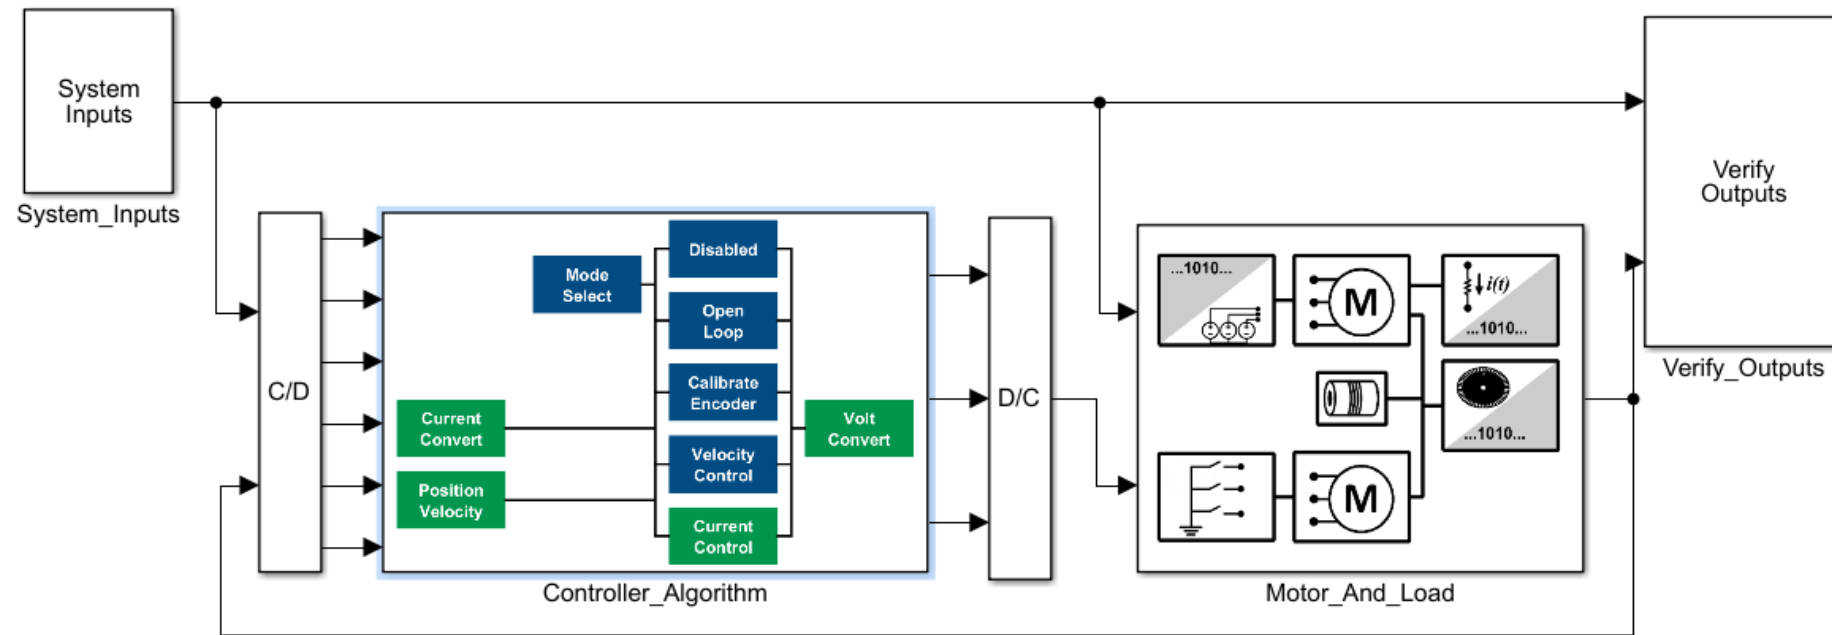 System
Inputs
System_Inputs
C/D
Mode
Select
Disabled
Open
Loop
Calibrate
Encoder
Velocity
Control
Current
Control
Current
Convert
Position
Velocity
Volt
Convert
Controller_Algorithm
D/C
...1010...
M
i(t)
...1010...
...1010...
M
Motor_And_Load
Verify
Outputs
Verify_Outputs